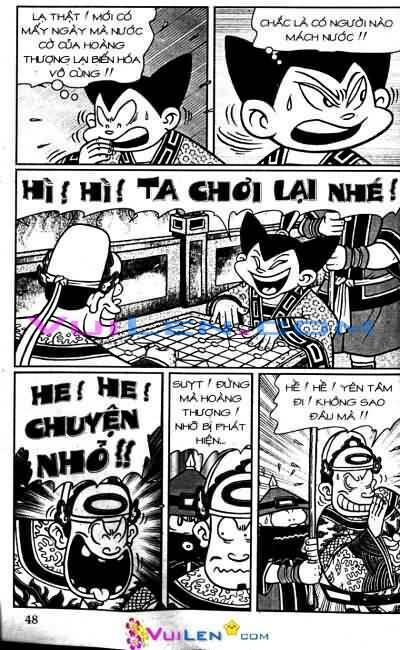 LẠ THẬT! MỚI CÓ
MẤY NGÀY MÀ NƯỚC
CỜ CỦA HOÀNG
THƯỢNG LẠI BIẾN HÓA
VÔ CÙNG!!
CHẮC LÀ CÓ NGƯỜI NÀO
MÁCH NƯỚC!!
HÌ! HÌ! TA CHƠI LẠI NHÉ!
VUILEN.COM
HE! HE!
CHUYỆN
NHỎ!!
SUỴT! ĐỪNG
MÀ HOÀNG
THƯỢNG!
NHỠ BỊ PHÁT
HIỆN...
HỀ! HỀ! YÊN TÂM
ĐI! KHÔNG SAO
ĐÂU MÀ!!
48
VUILEN.COM